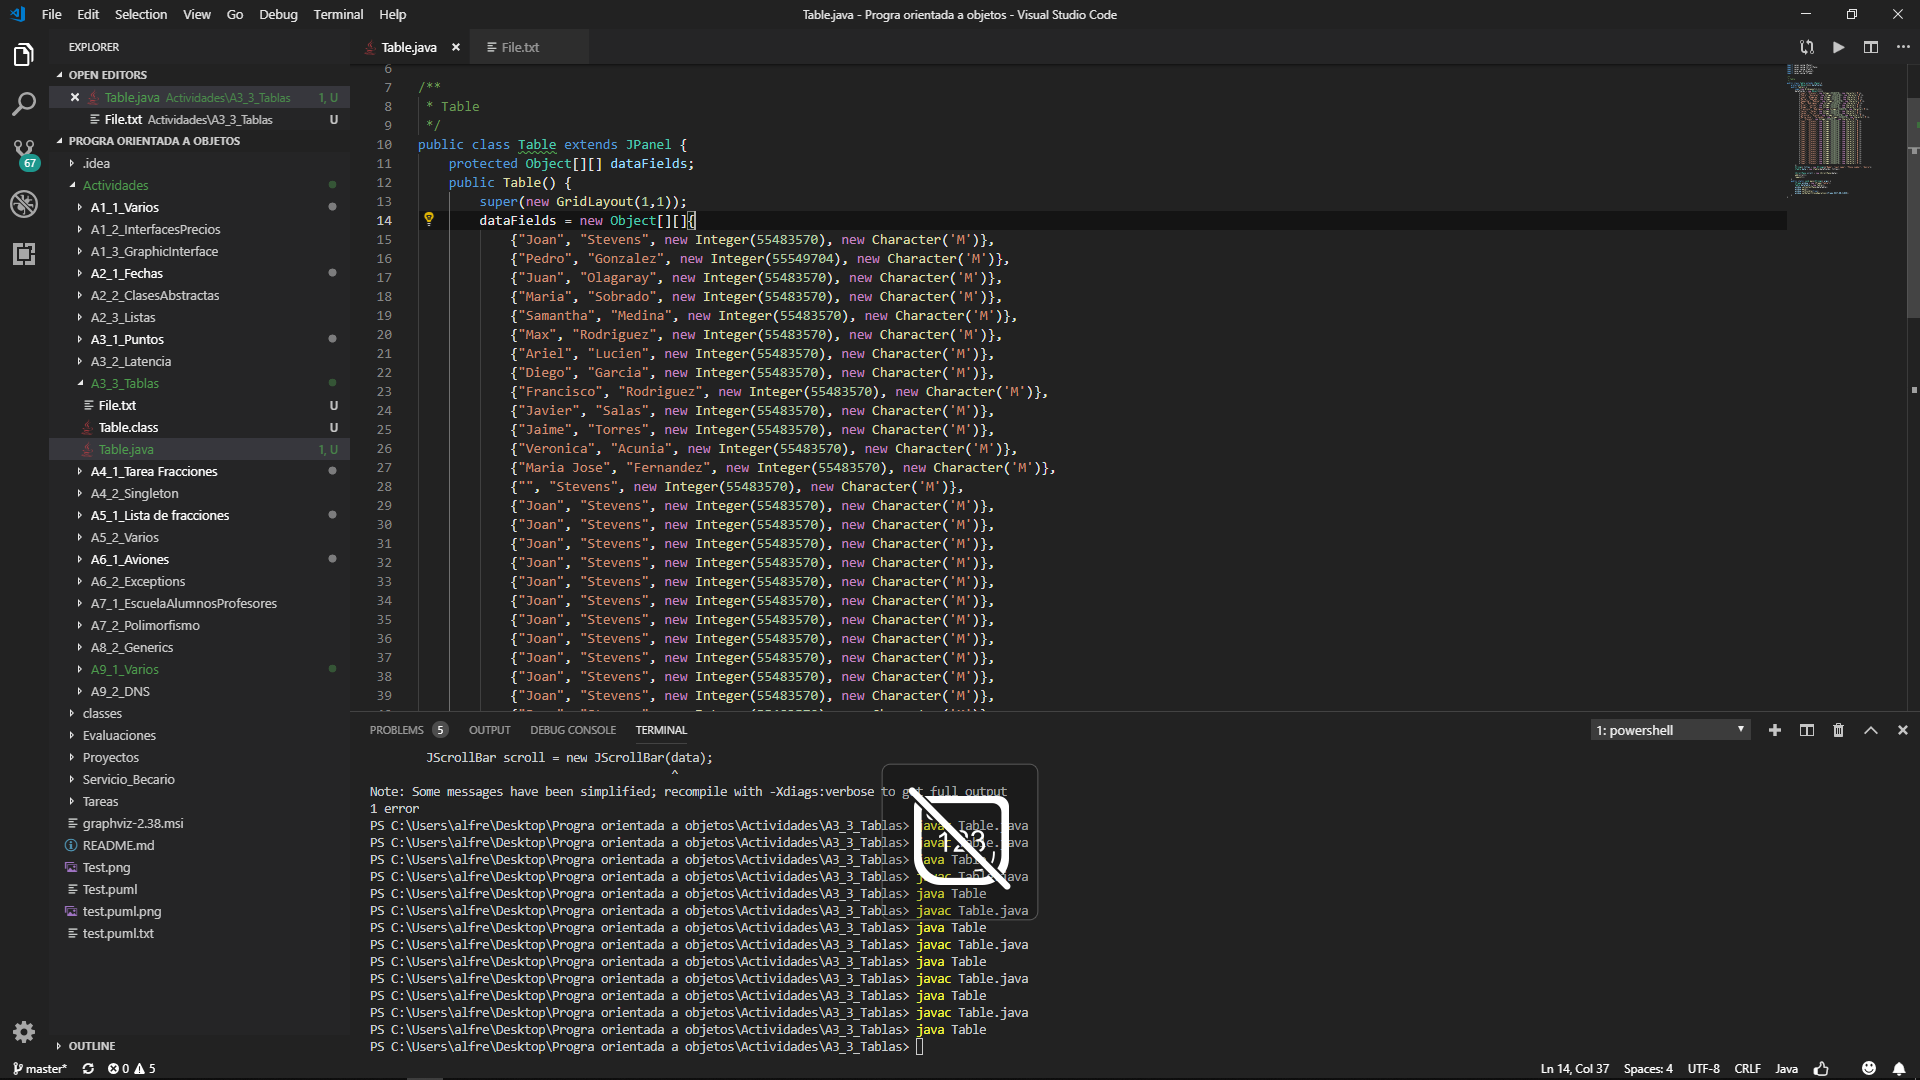 File Edit Selection View Go Debug Terminal Help
Table.java - Progra orientada a objetos - Visual Studio Code
EXPLORER
OPEN EDITORS
Table.java Actividades\A3_3_Tablas 1, U
File.txt Actividades\A3_3_Tablas U
PROGRA ORIENTADA A OBJETOS
.idea
Actividades
A1_1_Varios
A1_2_InterfacesPrecios
A1_3_GraphicInterface
A2_1_Fechas
A2_2_ClasesAbstractas
A2_3_Listas
A3_1_Puntos
A3_2_Latencia
A3_3_Tablas
File.txt U
Table.class U
Table.java 1, U
A4_1_Tarea Fracciones
A4_2_Singleton
A5_1_Lista de fracciones
A5_2_Varios
A6_1_Aviones
A6_2_Exceptions
A7_1_EscuelaAlumnosProfesores
A7_2_Polimorfismo
A8_2_Generics
A9_1_Varios
A9_2_DNS
classes
Evaluaciones
Proyectos
Servicio_Becario
Tareas
graphviz-2.38.msi
README.md
Test.png
Test.puml
test.puml.png
test.puml.txt
OUTLINE
67
Table.java File.txt
6
7 /**
8 * Table
9 */
10 public class Table extends JPanel {
11 protected Object[][] dataFields;
12 public Table() {
13 super(new GridLayout(1,1));
14 dataFields = new Object[][]{
15 {"Joan", "Stevens", new Integer(55483570), new Character('M')},
16 {"Pedro", "Gonzalez", new Integer(55549704), new Character('M')},
17 {"Juan", "Olagaray", new Integer(55483570), new Character('M')},
18 {"Maria", "Sobrado", new Integer(55483570), new Character('M')},
19 {"Samantha", "Medina", new Integer(55483570), new Character('M')},
20 {"Max", "Rodriguez", new Integer(55483570), new Character('M')},
21 {"Ariel", "Lucien", new Integer(55483570), new Character('M')},
22 {"Diego", "Garcia", new Integer(55483570), new Character('M')},
23 {"Francisco", "Rodriguez", new Integer(55483570), new Character('M')},
24 {"Javier", "Salas", new Integer(55483570), new Character('M')},
25 {"Jaime", "Torres", new Integer(55483570), new Character('M')},
26 {"Veronica", "Acunia", new Integer(55483570), new Character('M')},
27 {"Maria Jose", "Fernandez", new Integer(55483570), new Character('M')},
28 {"", "Stevens", new Integer(55483570), new Character('M')},
29 {"Joan", "Stevens", new Integer(55483570), new Character('M')},
30 {"Joan", "Stevens", new Integer(55483570), new Character('M')},
31 {"Joan", "Stevens", new Integer(55483570), new Character('M')},
32 {"Joan", "Stevens", new Integer(55483570), new Character('M')},
33 {"Joan", "Stevens", new Integer(55483570), new Character('M')},
34 {"Joan", "Stevens", new Integer(55483570), new Character('M')},
35 {"Joan", "Stevens", new Integer(55483570), new Character('M')},
36 {"Joan", "Stevens", new Integer(55483570), new Character('M')},
37 {"Joan", "Stevens", new Integer(55483570), new Character('M')},
38 {"Joan", "Stevens", new Integer(55483570), new Character('M')},
39 {"Joan", "Stevens", new Integer(55483570), new Character('M')},
PROBLEMS 5 OUTPUT DEBUG CONSOLE TERMINAL
1: powershell
JScrollBar scroll = new JScrollBar(data);
^
Note: Some messages have been simplified; recompile with -Xdiags:verbose to get full output
1 error
PS C:\Users\alfre\Desktop\Progra orientada a objetos\Actividades\A3_3_Tablas> javac Table.java
PS C:\Users\alfre\Desktop\Progra orientada a objetos\Actividades\A3_3_Tablas> javac Table.java
PS C:\Users\alfre\Desktop\Progra orientada a objetos\Actividades\A3_3_Tablas> java Table
PS C:\Users\alfre\Desktop\Progra orientada a objetos\Actividades\A3_3_Tablas> javac Table.java
PS C:\Users\alfre\Desktop\Progra orientada a objetos\Actividades\A3_3_Tablas> java Table
PS C:\Users\alfre\Desktop\Progra orientada a objetos\Actividades\A3_3_Tablas> javac Table.java
PS C:\Users\alfre\Desktop\Progra orientada a objetos\Actividades\A3_3_Tablas> java Table
PS C:\Users\alfre\Desktop\Progra orientada a objetos\Actividades\A3_3_Tablas> javac Table.java
PS C:\Users\alfre\Desktop\Progra orientada a objetos\Actividades\A3_3_Tablas> java Table
PS C:\Users\alfre\Desktop\Progra orientada a objetos\Actividades\A3_3_Tablas> javac Table.java
PS C:\Users\alfre\Desktop\Progra orientada a objetos\Actividades\A3_3_Tablas> java Table
PS C:\Users\alfre\Desktop\Progra orientada a objetos\Actividades\A3_3_Tablas> javac Table.java
PS C:\Users\alfre\Desktop\Progra orientada a objetos\Actividades\A3_3_Tablas> java Table
PS C:\Users\alfre\Desktop\Progra orientada a objetos\Actividades\A3_3_Tablas>
123
master* 0 5
Ln 14, Col 37 Spaces: 4 UTF-8 CRLF Java